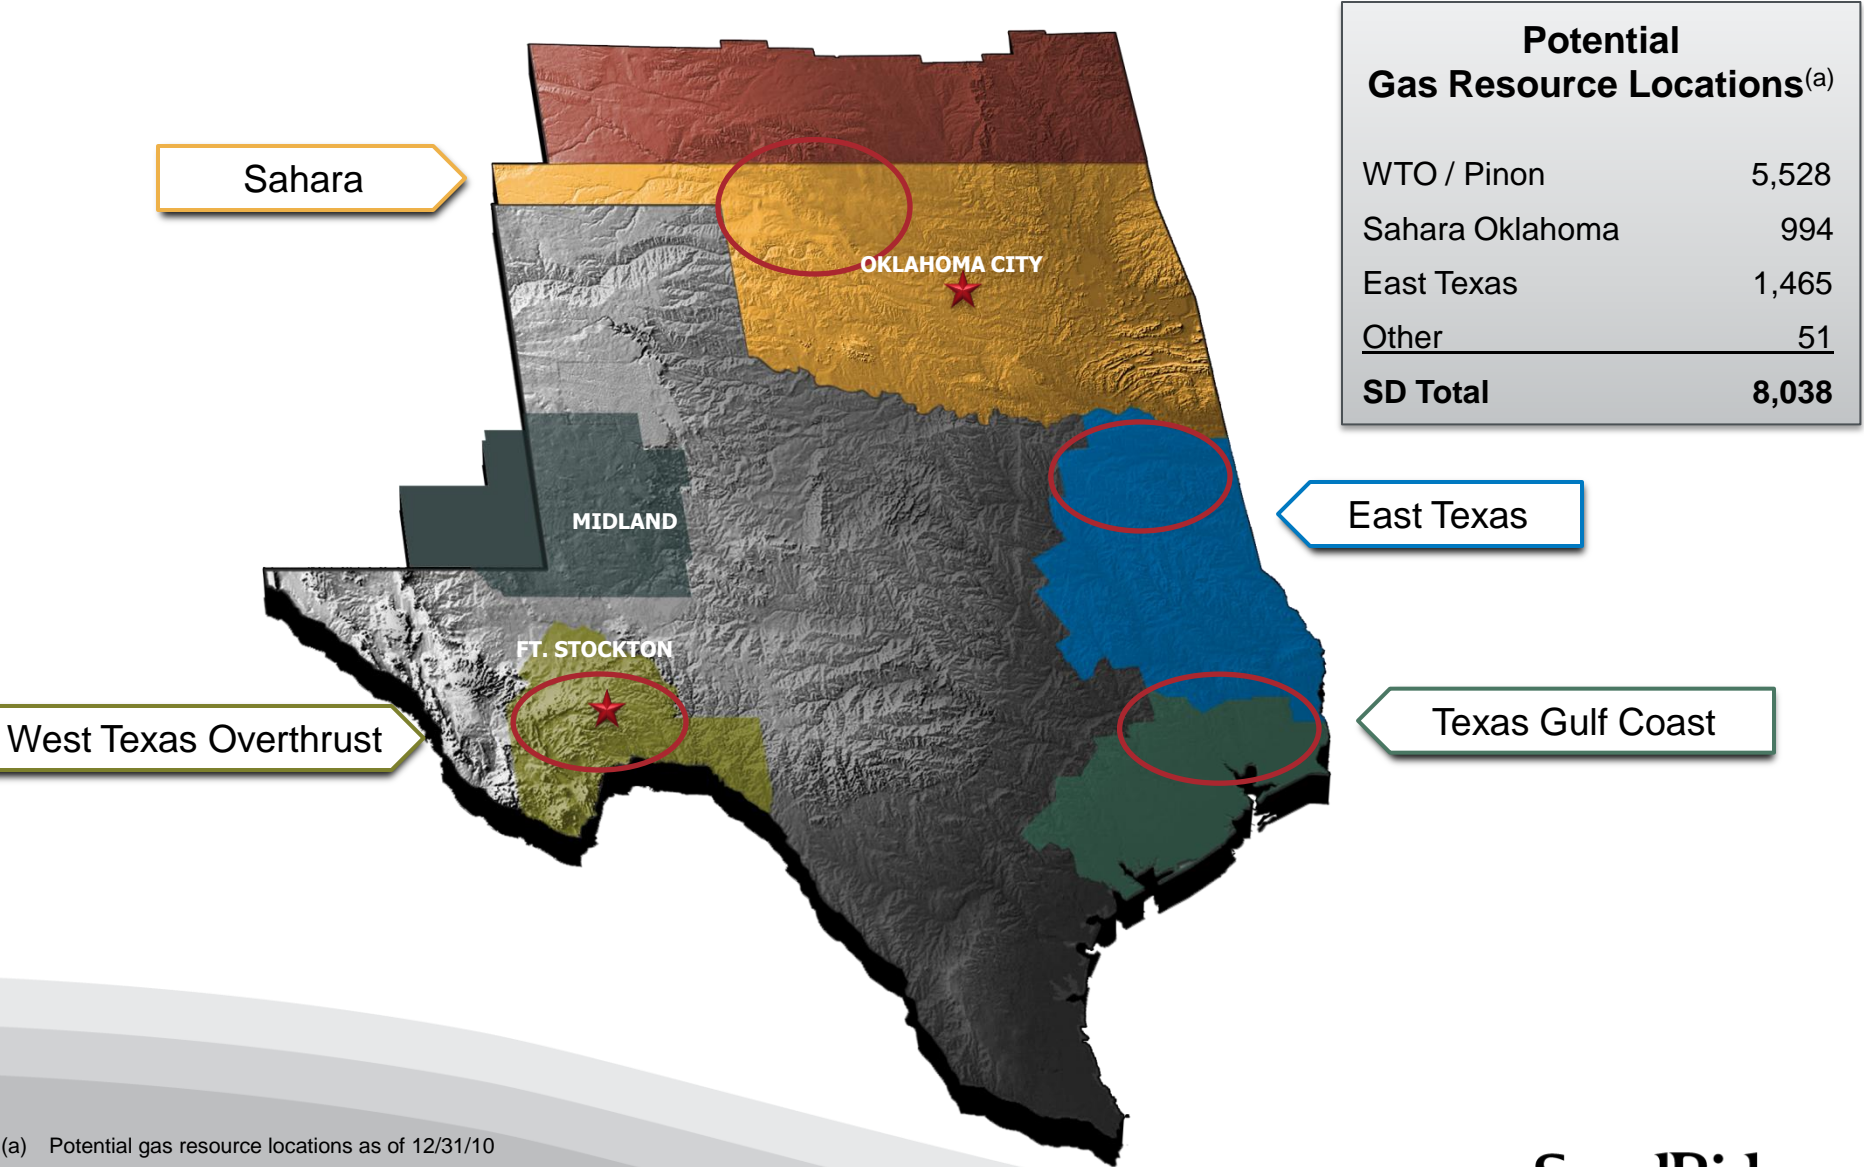 Potential
Gas Resource Locations(a)
WTO / Pinon 5,528
Sahara Oklahoma 994
East Texas 1,465
Other 51
SD Total 8,038
Sahara
OKLAHOMA CITY
MIDLAND
East Texas
FT. STOCKTON
West Texas Overthrust
Texas Gulf Coast
(a) Potential gas resource locations as of 12/31/10